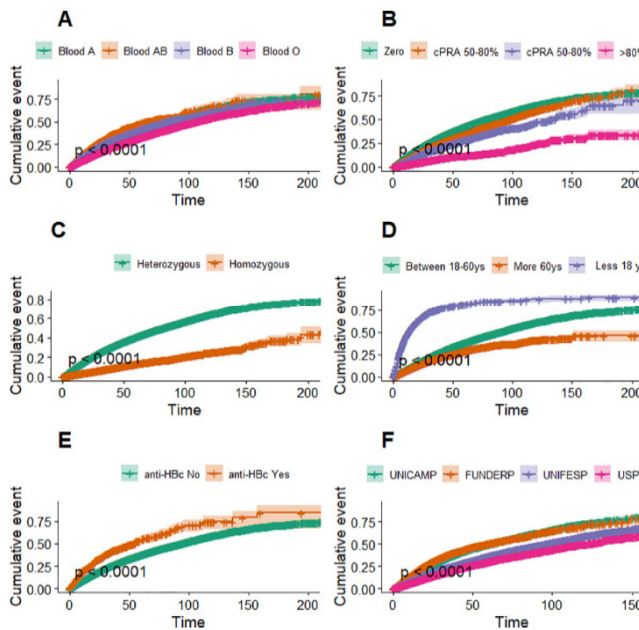 A
Blood A Blood AB Blood B Blood O
Cumulative event
0.75
0.50
0.25
0.00
p < 0.0001
0 50 100 150 200
Time
B
Zero cPRA 50-80% cPRA 50-80% >80%
Cumulative event
0.75
0.50
0.25
0.00
p < 0.0001
0 50 100 150 200
Time
C
Heterozygous Homozygous
Cumulative event
0.8
0.6
0.4
0.2
0.0
p < 0.0001
0 50 100 150 200
Time
D
Between 18-60ys More 60ys Less 18 y
Cumulative event
0.75
0.50
0.25
0.00
p < 0.0001
0 50 100 150 200
Time
E
anti-HBc No anti-HBc Yes
Cumulative event
0.75
0.50
0.25
0.00
p < 0.0001
0 50 100 150 200
Time
F
UNICAMP FUNDERP UNIFESP USP
Cumulative event
0.75
0.50
0.25
0.00
p < 0.0001
0 50 100 150
Time